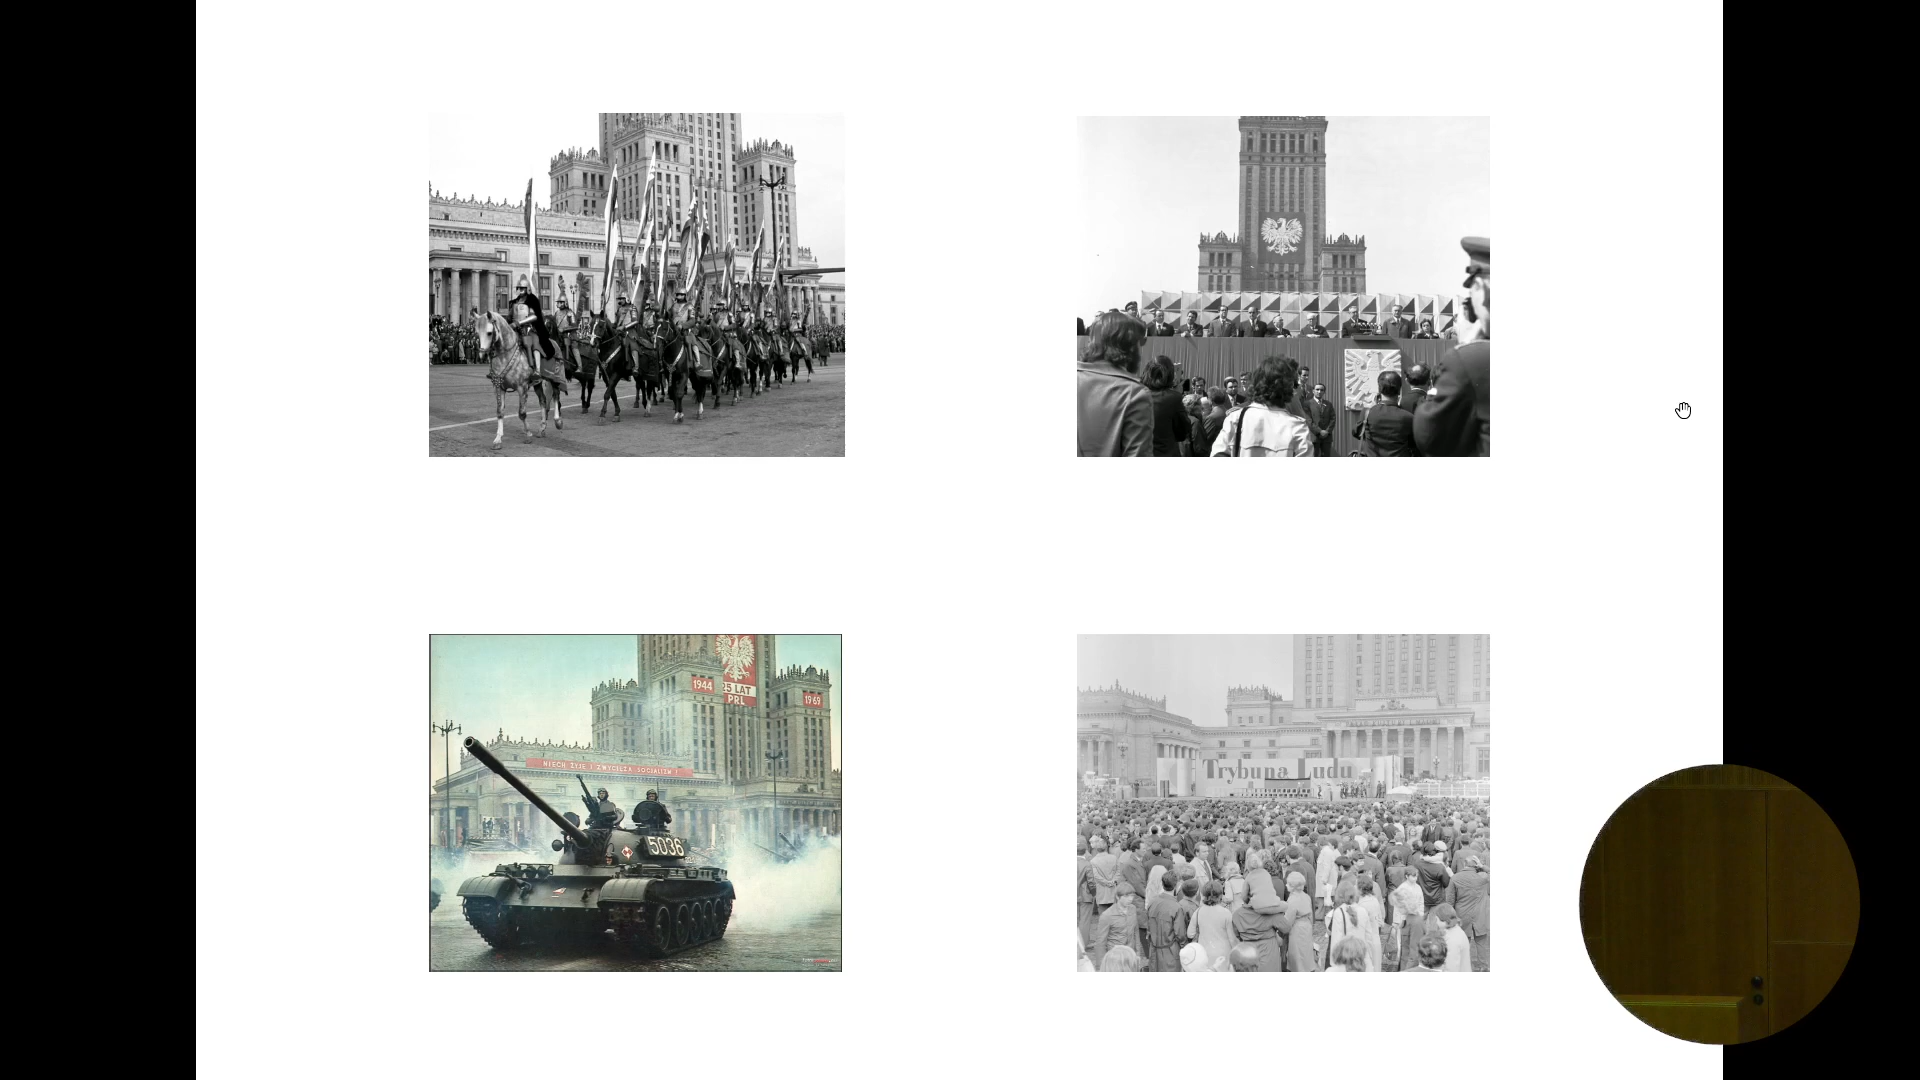 1944
25 LAT
PRL
1969
NIECH ŻYJE I ZWYCIĘŻA SOCJALIZM!
5036
Trybuna Ludu